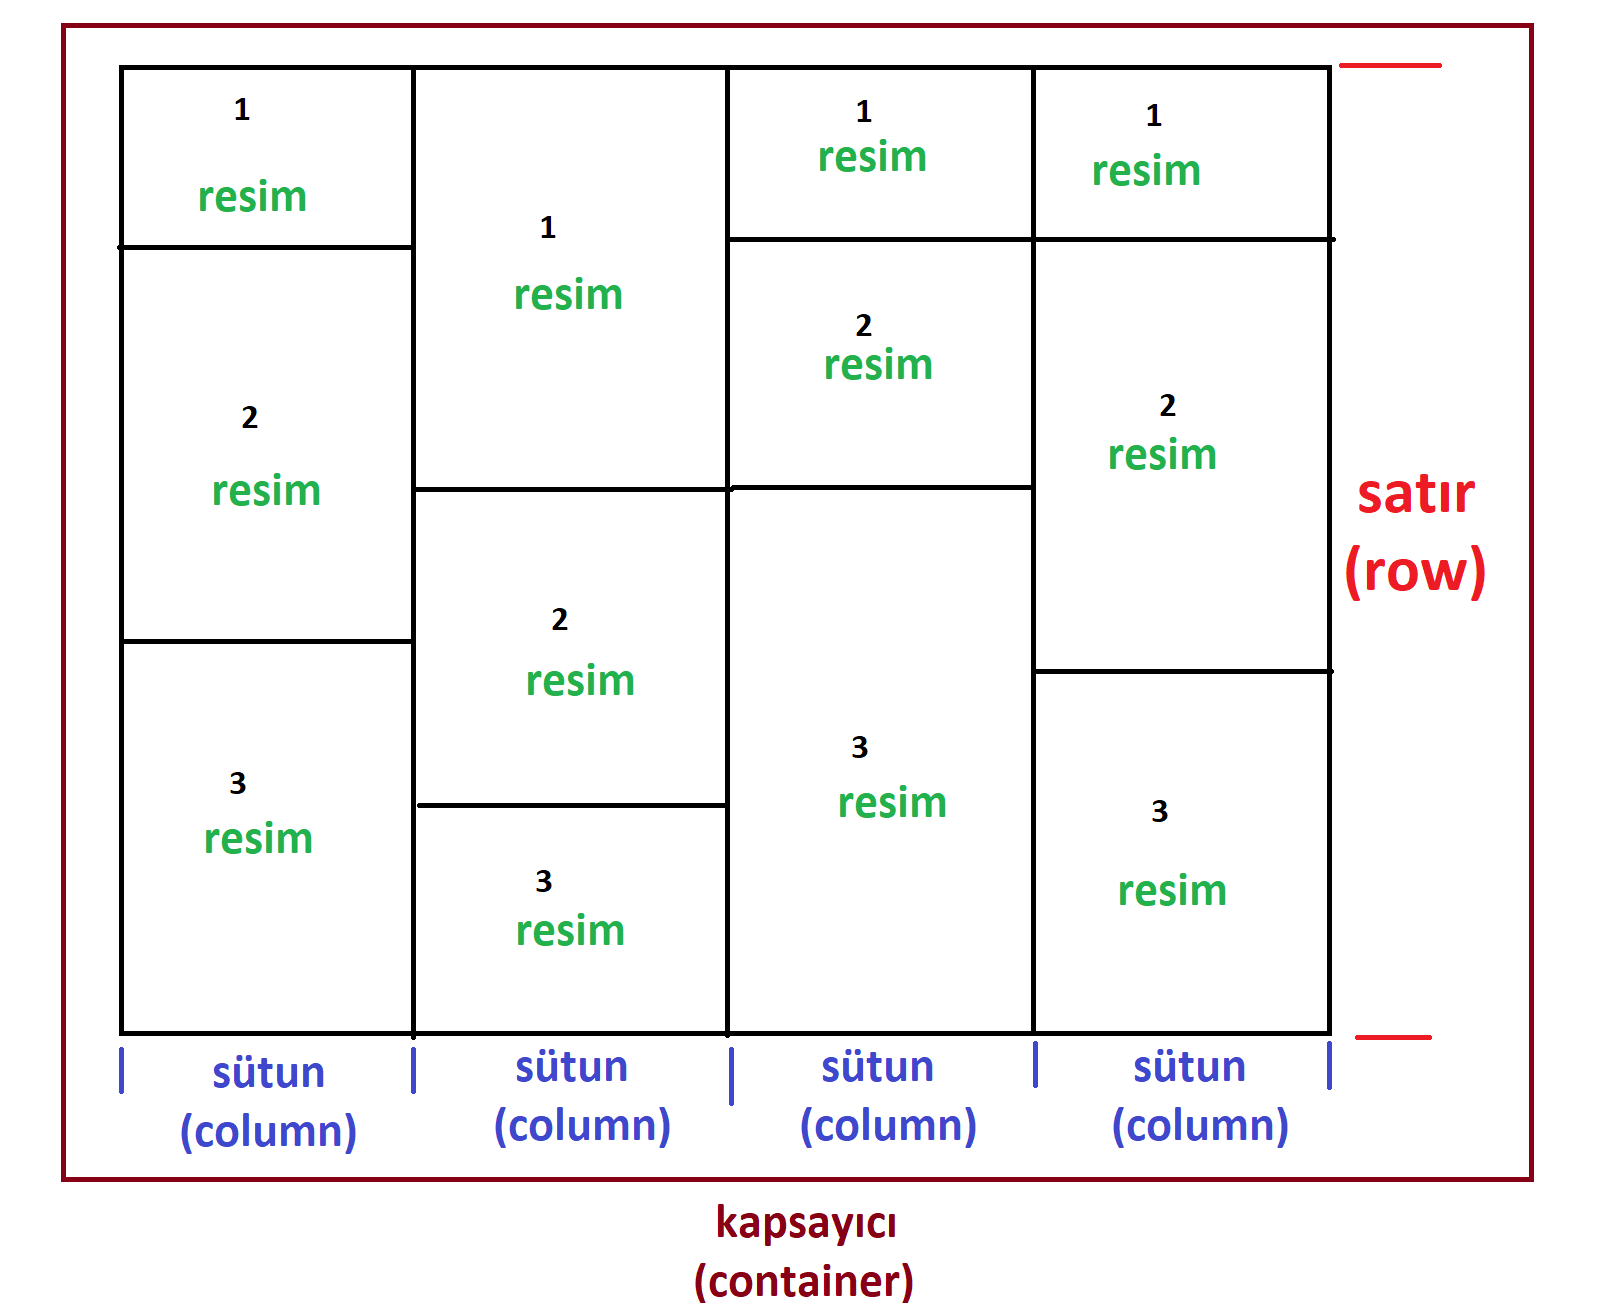 1
resim
2
resim
3
resim
1
resim
2
resim
3
resim
1
resim
2
resim
3
resim
1
resim
2
resim
3
resim
satır
(row)
sütun
(column)
sütun
(column)
sütun
(column)
sütun
(column)
kapsayıcı
(container)